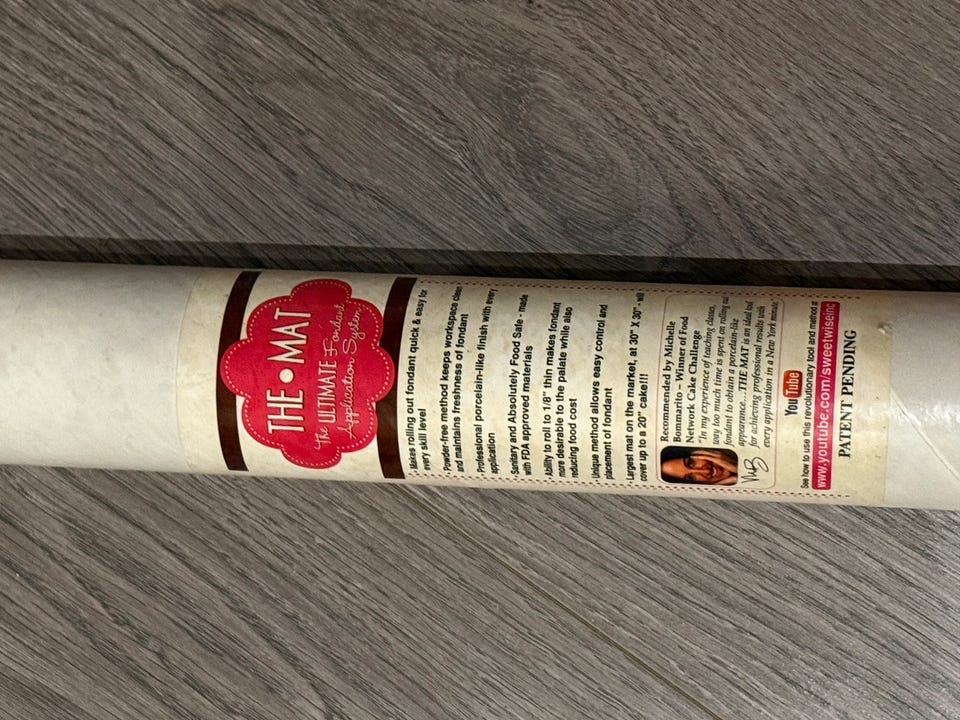 THE • MAT
The ULTIMATE Fondant
Application System
• Makes rolling out fondant quick & easy for
every skill level
• Powder-free method keeps workspace clean
and maintains freshness of fondant
• Professional porcelain-like finish with every
application
• Sanitary and Absolutely Food Safe - made
with FDA approved materials
• Ability to roll to 1/8" thin makes fondant
more desirable to the palate while also
reducing food cost
Unique method allows easy control and
placement of fondant
• Largest mat on the market, at 30" X 30" - will
cover up to a 20" cake!!!
Recommended by Michelle
Bommarito – Winner of Food
Network Cake Challenge
"In my experience of teaching classes,
way too much time is spent on rolling out
fondant to obtain a porcelain-like
appearance...THE MAT is an ideal tool
for achieving professional results with
every application in a New York minute."
MB
See how to use this revolutionary tool and method at
YouTube
www.youtube.com/sweetwiseinc
PATENT PENDING